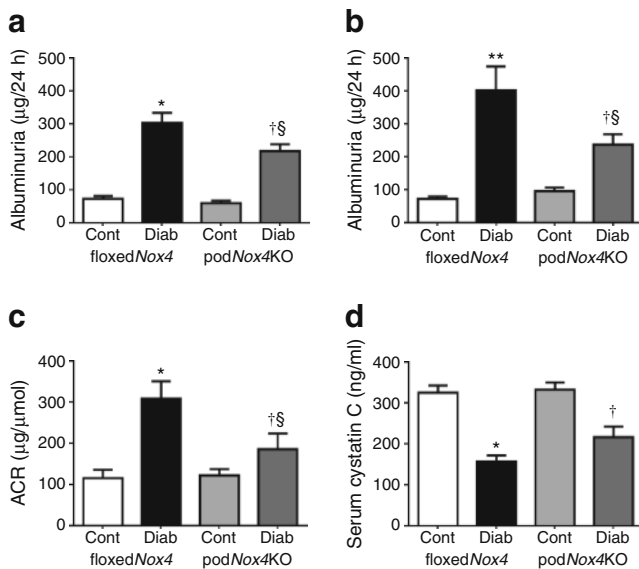 a
Albuminuria (μg/24 h)
500
400
300
200
100
0
*
†§
Cont Diab Cont Diab
floxedNox4 podNox4KO
b
Albuminuria (μg/24 h)
500
400
300
200
100
0
**
†§
Cont Diab Cont Diab
floxedNox4 podNox4KO
c
ACR (μg/μmol)
400
300
200
100
0
*
†§
Cont Diab Cont Diab
floxedNox4 podNox4KO
d
Serum cystatin C (ng/ml)
400
300
200
100
0
*
†
Cont Diab Cont Diab
floxedNox4 podNox4KO